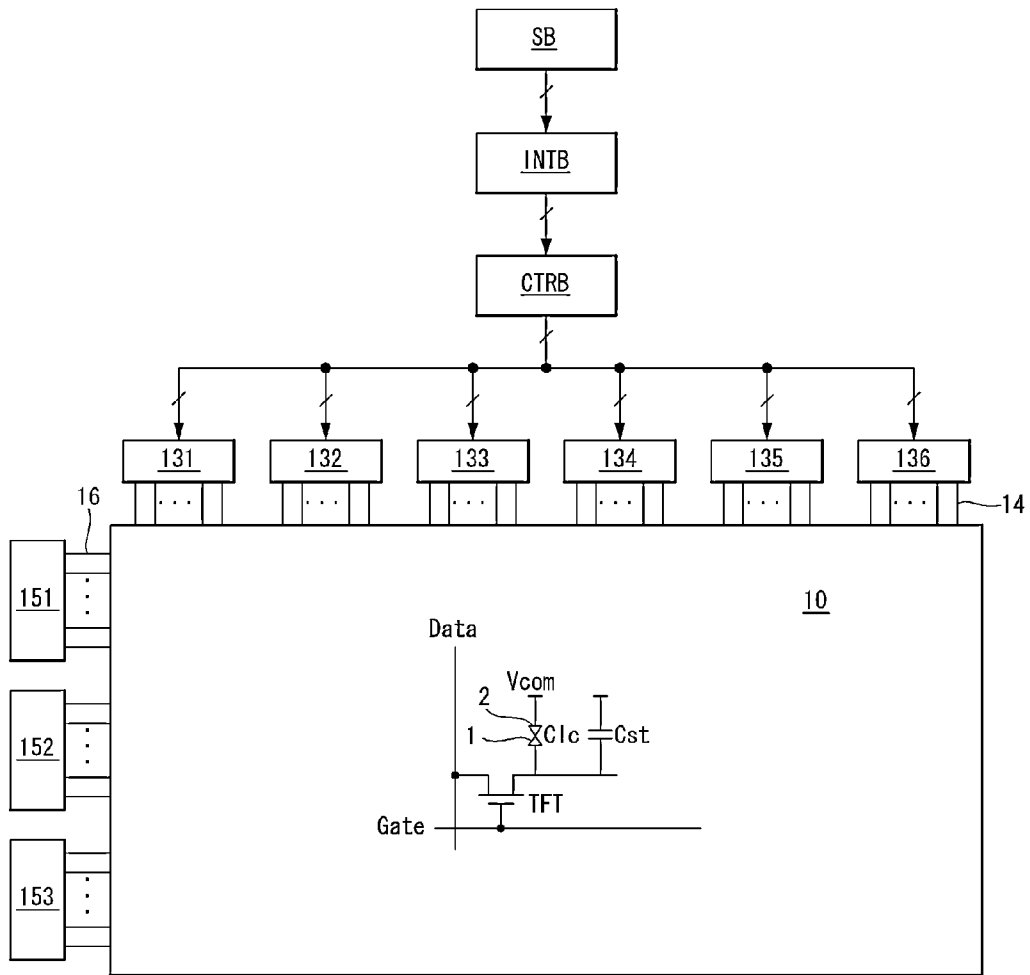 SB
INTB
CTRB
131 132 133 134 135 136
... ... ... ... ... ...
16
14
151
10
Data
Vcom
2
1
Clc
Cst
152
TFT
Gate
153